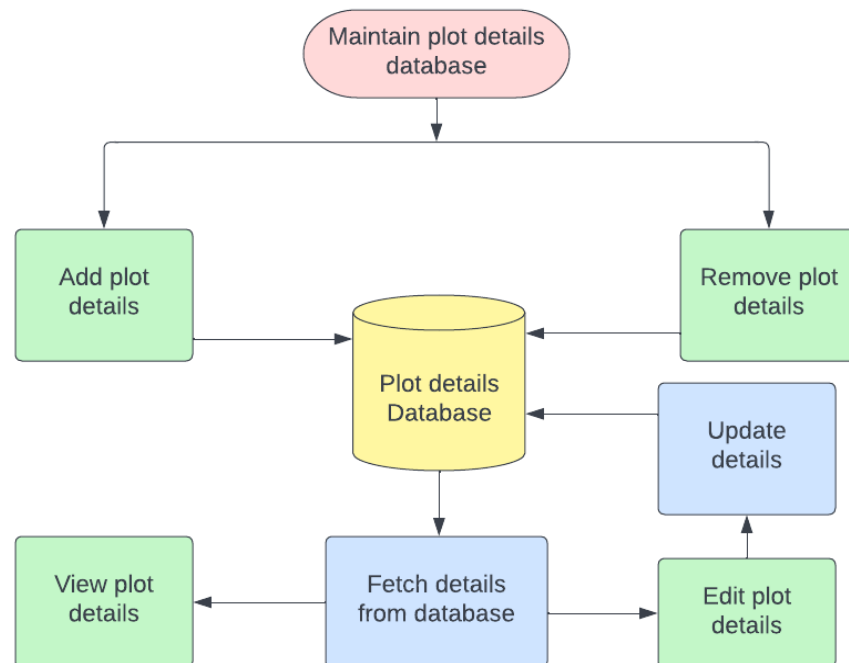 Maintain plot details
database
Add plot
details
Remove plot
details
Plot details
Database
Update
details
View plot
details
Fetch details
from database
Edit plot
details